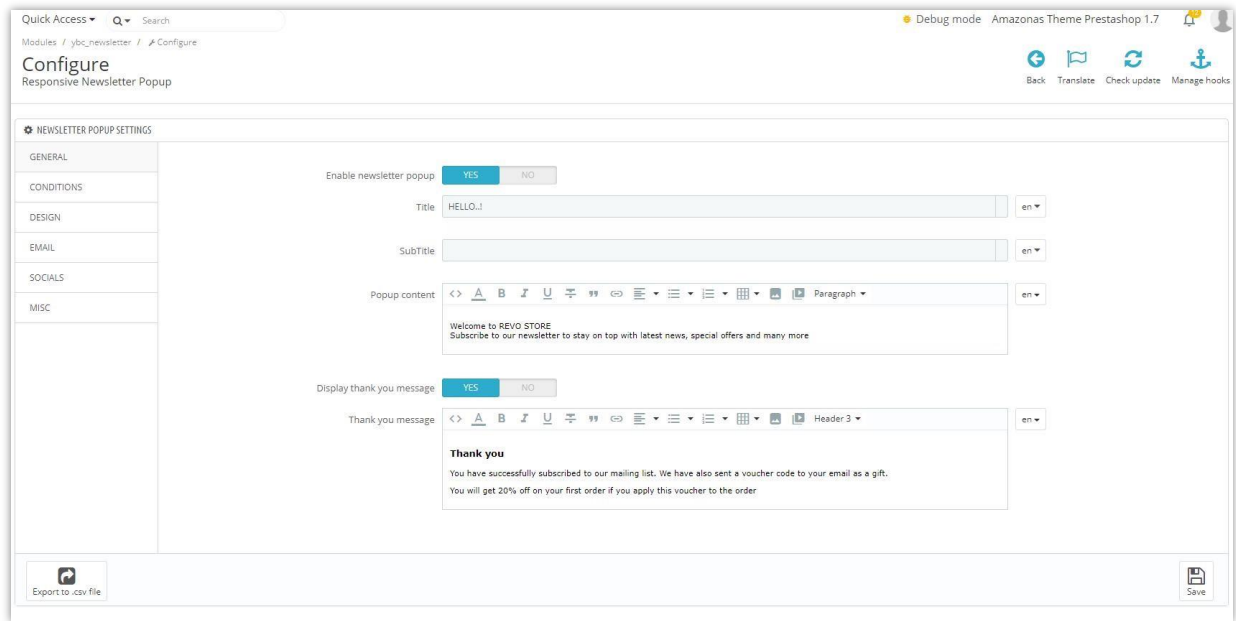 Quick Access
Search
Debug mode
Amazonas Theme Prestashop 1.7
Modules / ybc_newsletter / Configure
Configure
Responsive Newsletter Popup
Back
Translate
Check update
Manage hooks
NEWSLETTER POPUP SETTINGS
GENERAL
CONDITIONS
DESIGN
EMAIL
SOCIALS
MISC
Enable newsletter popup YES NO
Title HELLO..! en
SubTitle en
Popup content A B I U Paragraph en
Welcome to REVO STORE
Subscribe to our newsletter to stay on top with latest news, special offers and many more
Display thank you message YES NO
Thank you message A B I U Header 3 en
Thank you
You have successfully subscribed to our mailing list. We have also sent a voucher code to your email as a gift.
You will get 20% off on your first order if you apply this voucher to the order
Export to .csv file
Save